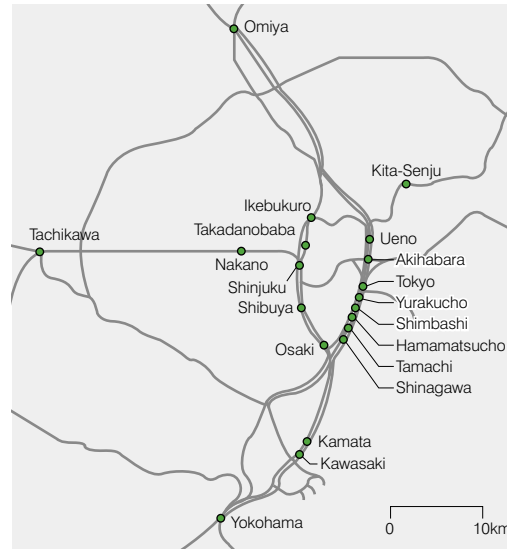 Omiya
Kita-Senju
Ikebukuro
Takadanobaba
Tachikawa
Ueno
Akihabara
Nakano
Shinjuku
Tokyo
Yurakucho
Shibuya
Shimbashi
Hamamatsucho
Osaki
Tamachi
Shinagawa
Kamata
Kawasaki
Yokohama
0 10km